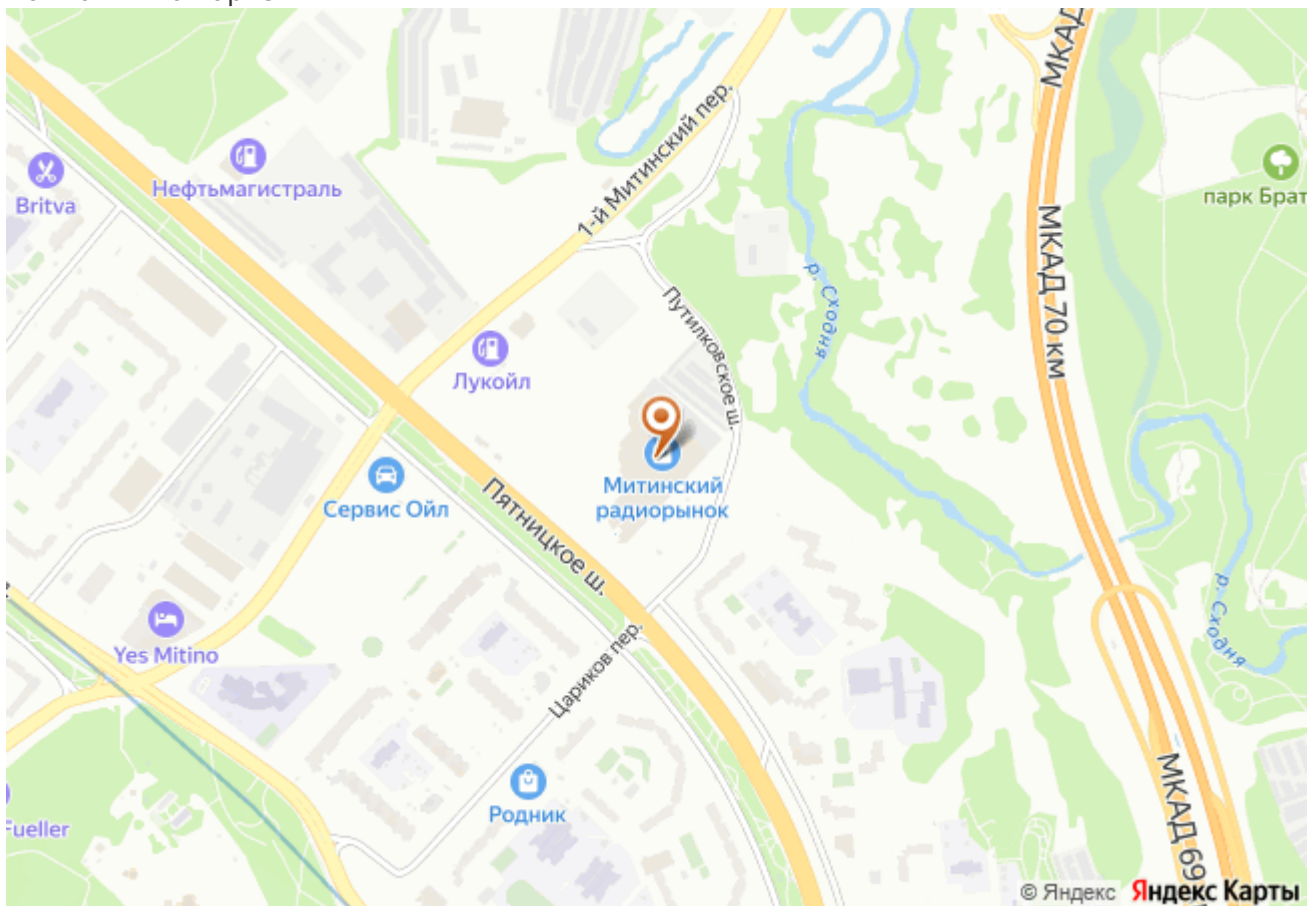 МКАД
МКАД
1-й Митинский пер.
Нефтьмагистраль
Britva
парк Брат
МКАД 70 км
р. Сходня
Путилковское ш.
Лукойл
Митинский
радиорынок
Сервис Ойл
Пятницкое ш.
р. Сходня
Yes Mitino
Цариков пер.
Родник
Fueller
МКАД 69
© Яндекс Яндекс Карты